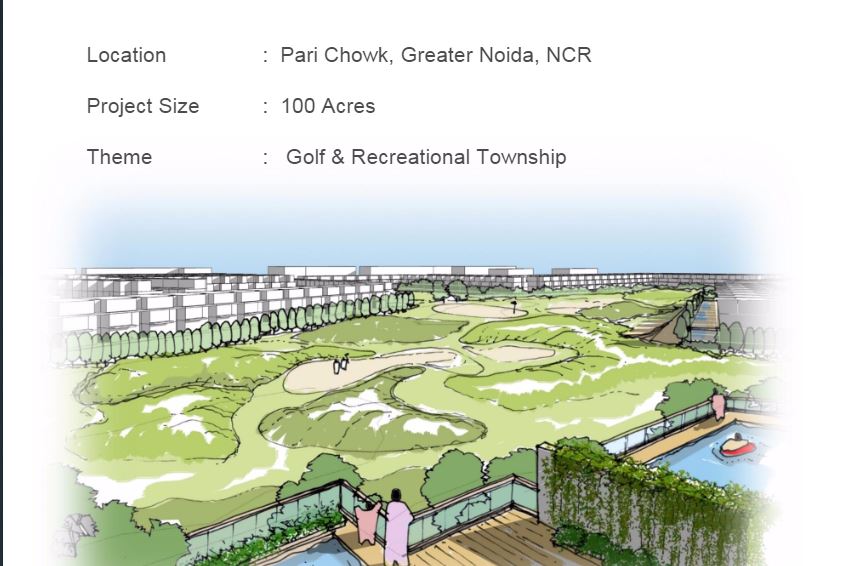 Location : Pari Chowk, Greater Noida, NCR
Project Size : 100 Acres
Theme : Golf & Recreational Township